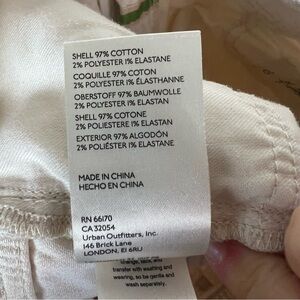 SHELL 97% COTTON
2% POLYESTER 1% ELASTANE
COQUILLE 97% COTON
2% POLYESTER 1% ÉLASTHANNE
OBERSTOFF 97% BAUMWOLLE
2% POLYESTER 1% ELASTAN
SHELL 97% COTONE
2% POLIESTERE 1% ELASTAN
EXTERIOR 97% ALGODÓN
2% POLIÉSTER 1% ELASTANO
MADE IN CHINA
HECHO EN CHINA
RN 66170
CA 32054
Urban Outfitters, Inc.
146 Brick Lane
LONDON, E1 6RU
transfer with washing and
wearing, so be gentle and
wash separately.